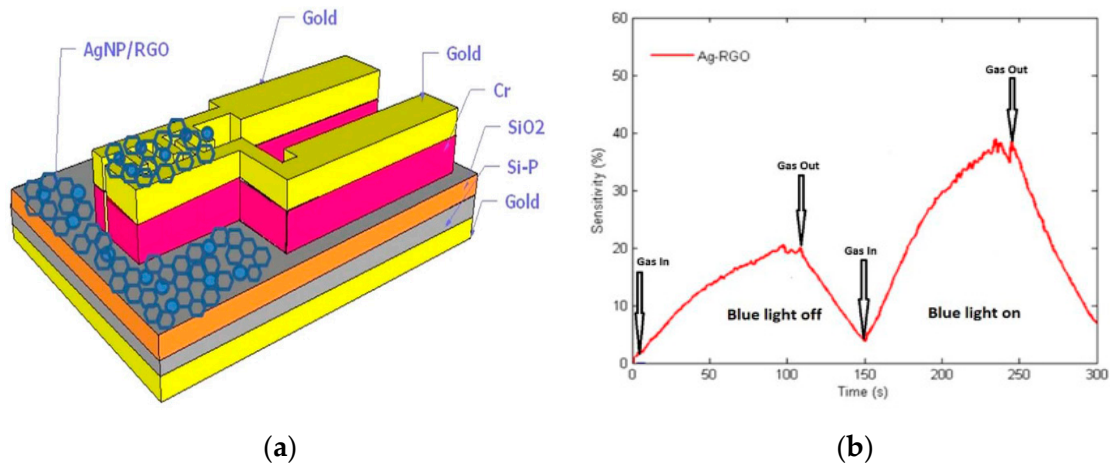 Gold
AgNP/RGO
Gold
Cr
SiO2
Si-P
Gold
(a)
b)
60
50
40
30
20
10
0
Sensitivity (%)
Ag-RGO
Gas In
Gas Out
Gas In
Gas Out
Blue light off
Blue light on
0
50
100
150
200
250
300
Time (s)
(b)